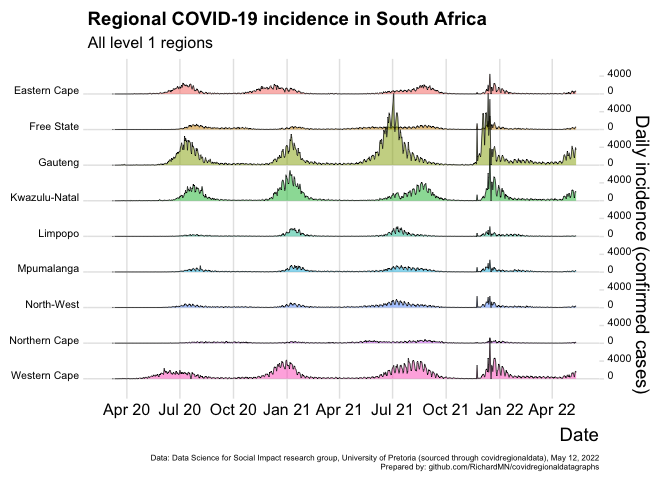 Regional COVID-19 incidence in South Africa
All level 1 regions
Eastern Cape
Free State
Gauteng
Kwazulu-Natal
Limpopo
Mpumalanga
North-West
Northern Cape
Western Cape
4000
0
4000
0
4000
0
4000
0
4000
0
4000
0
4000
0
4000
0
4000
0
Daily incidence (confirmed cases)
Apr 20 Jul 20 Oct 20 Jan 21 Apr 21 Jul 21 Oct 21 Jan 22 Apr 22
Date
Data: Data Science for Social Impact research group, University of Pretoria (sourced through covidregionaldata), May 12, 2022
Prepared by: github.com/RichardMN/covidregionaldatagraphs